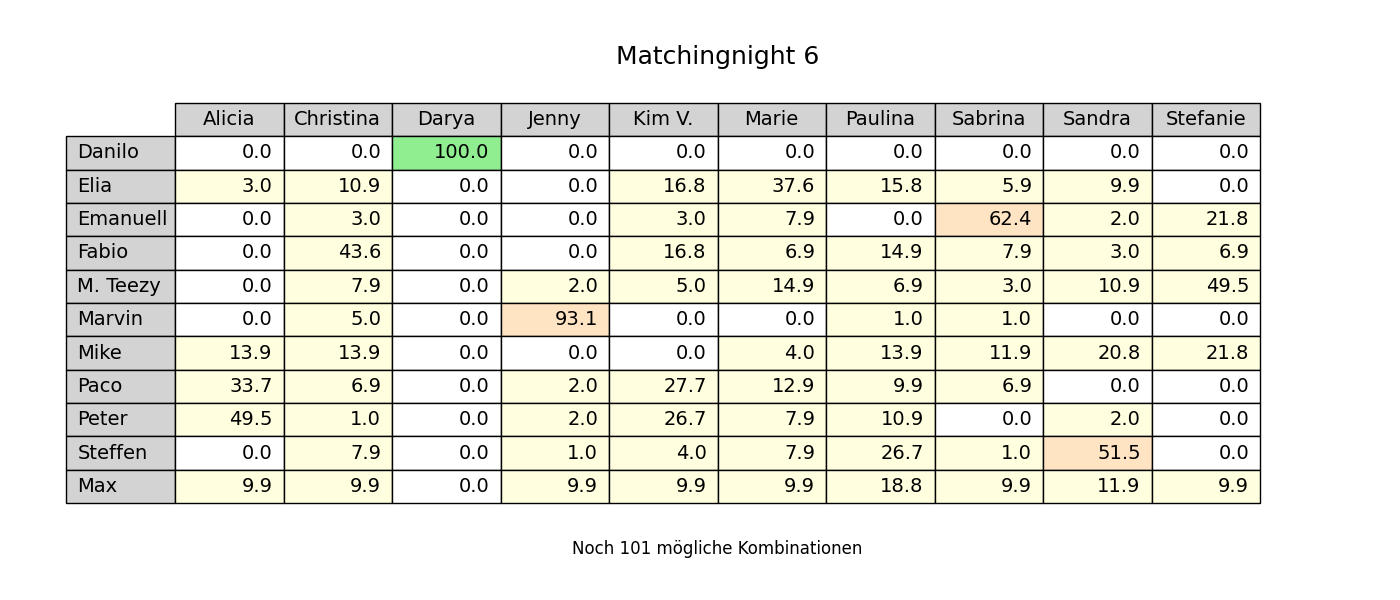 Matchingnight 6
Alicia Christina Darya Jenny Kim V. Marie Paulina Sabrina Sandra Stefanie
Danilo 0.0 0.0 100.0 0.0 0.0 0.0 0.0 0.0 0.0 0.0
Elia 3.0 10.9 0.0 0.0 16.8 37.6 15.8 5.9 9.9 0.0
Emanuell 0.0 3.0 0.0 0.0 3.0 7.9 0.0 62.4 2.0 21.8
Fabio 0.0 43.6 0.0 0.0 16.8 6.9 14.9 7.9 3.0 6.9
M. Teezy 0.0 7.9 0.0 2.0 5.0 14.9 6.9 3.0 10.9 49.5
Marvin 0.0 5.0 0.0 93.1 0.0 0.0 1.0 1.0 0.0 0.0
Mike 13.9 13.9 0.0 0.0 0.0 4.0 13.9 11.9 20.8 21.8
Paco 33.7 6.9 0.0 2.0 27.7 12.9 9.9 6.9 0.0 0.0
Peter 49.5 1.0 0.0 2.0 26.7 7.9 10.9 0.0 2.0 0.0
Steffen 0.0 7.9 0.0 1.0 4.0 7.9 26.7 1.0 51.5 0.0
Max 9.9 9.9 0.0 9.9 9.9 9.9 18.8 9.9 11.9 9.9
Noch 101 mögliche Kombinationen